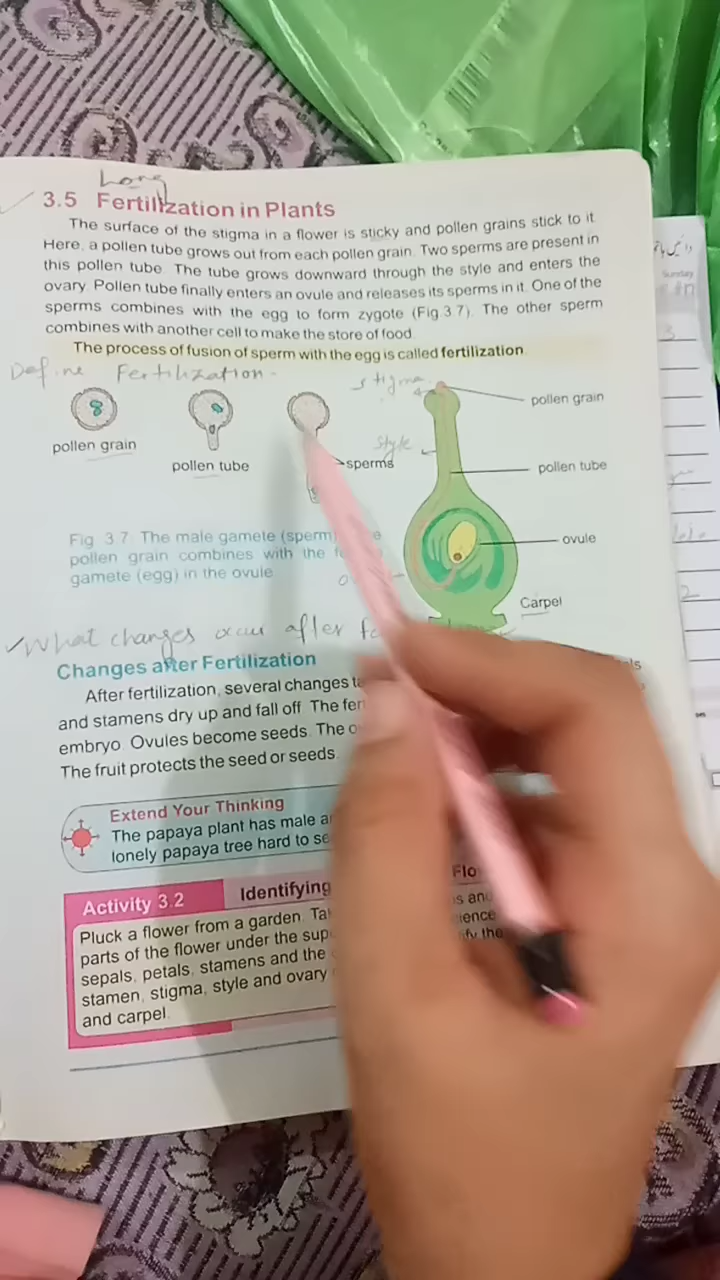 Long
3.5 Fertilization in Plants
The surface of the stigma in a flower is sticky and pollen grains stick to it.
Here, a pollen tube grows out from each pollen grain. Two sperms are present in
this pollen tube. The tube grows downward through the style and enters the
ovary. Pollen tube finally enters an ovule and releases its sperms in it. One of the
sperms combines with the egg to form zygote (Fig.3.7). The other sperm
combines with another cell to make the store of food.
The process of fusion of sperm with the egg is called fertilization.
Define Fertilization.
stigma
pollen grain
pollen grain
style
pollen tube
sperms
pollen tube
Fig. 3.7: The male gamete (sperm)
pollen grain combines with the
gamete (egg) in the ovule
ovule
Carpel
What changes occur after
Changes after Fertilization
After fertilization, several changes
and stamens dry up and fall off. The
embryo. Ovules become seeds. The
The fruit protects the seed or seeds.
Extend Your Thinking
The papaya plant has male
lonely papaya tree hard to
Activity 3.2
Identifying
Pluck a flower from a garden.
parts of the flower under the
sepals, petals, stamens and the
stamen, stigma, style and ovary
and carpel.
and
the
دائیں ہاتھ
Sunday